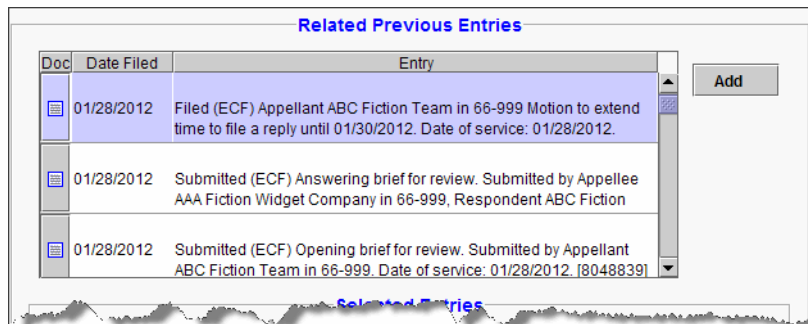 Related Previous Entries
Doc Date Filed Entry
Add
01/28/2012 Filed (ECF) Appellant ABC Fiction Team in 66-999 Motion to extend
time to file a reply until 01/30/2012. Date of service: 01/28/2012.
01/28/2012 Submitted (ECF) Answering brief for review. Submitted by Appellee
AAA Fiction Widget Company in 66-999, Respondent ABC Fiction
01/28/2012 Submitted (ECF) Opening brief for review. Submitted by Appellant
ABC Fiction Team in 66-999. Date of service: 01/28/2012. [8048839]
Selected Entries